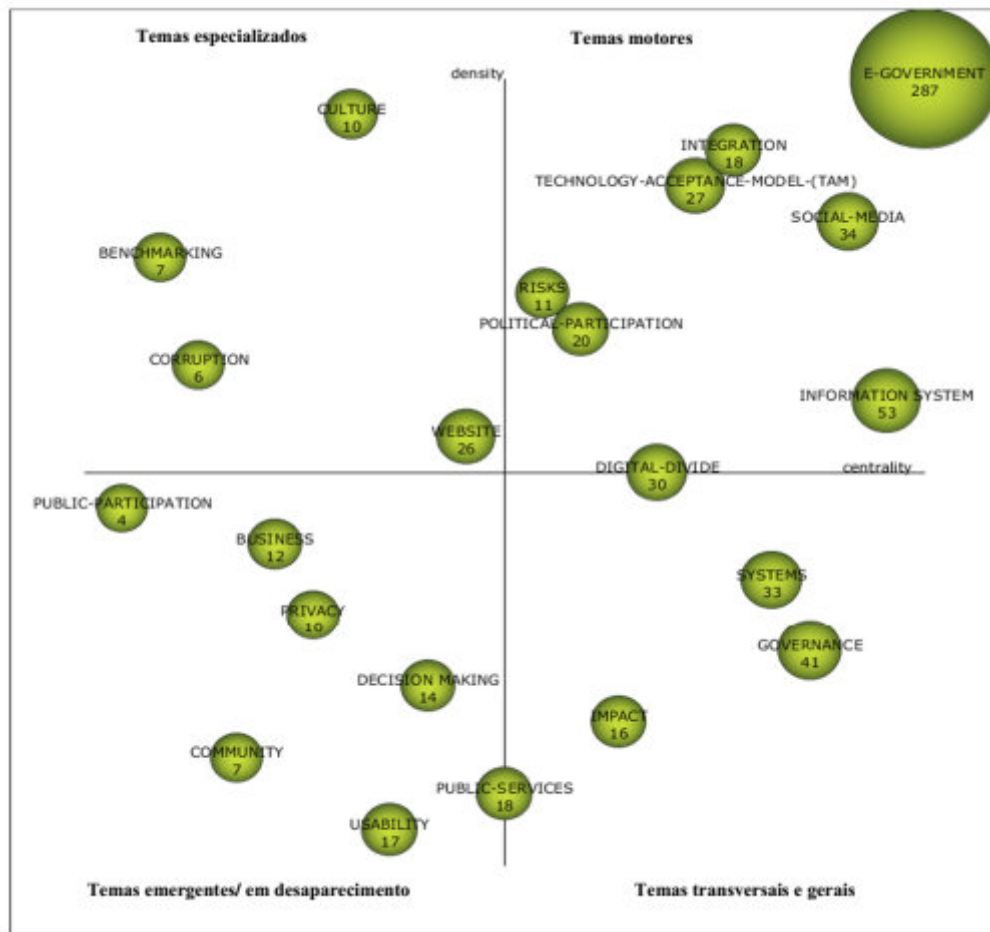 Temas especializados
Temas motores
density
E-GOVERNMENT
287
CULTURE
10
INTEGRATION
18
TECHNOLOGY-ACCEPTANCE-MODEL-(TAM)
27
SOCIAL-MEDIA
34
BENCHMARKING
7
RISKS
11
POLITICAL-PARTICIPATION
20
CORRUPTION
6
INFORMATION SYSTEM
53
WEBSITE
26
DIGITAL-DIVIDE
30
centrality
PUBLIC-PARTICIPATION
4
BUSINESS
12
SYSTEMS
33
PRIVACY
10
GOVERNANCE
41
DECISION MAKING
14
IMPACT
16
COMMUNITY
7
PUBLIC-SERVICES
18
USABILITY
17
Temas emergentes/ em desaparecimento
Temas transversais e gerais